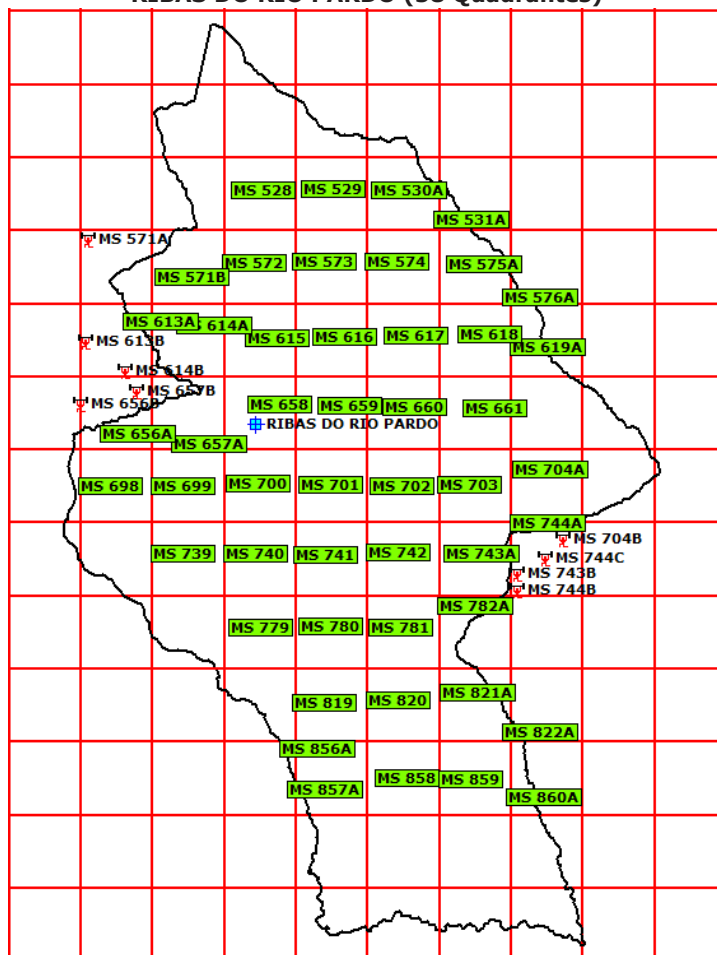 RIBAS DO RIO PARDO (58 Quadrantes)
MS 528 MS 529 MS 530A
MS 531A
MS 571A
MS 572 MS 573 MS 574 MS 575A
MS 571B
MS 576A
MS 613A 614A
MS 613B MS 615 MS 616 MS 617 MS 618
MS 619A
MS 614B
MS 657B
MS 656B MS 658 MS 659 MS 660 MS 661
RIBAS DO RIO PARDO
MS 656A
MS 657A
MS 704A
MS 698 MS 699 MS 700 MS 701 MS 702 MS 703
MS 744A
MS 704B
MS 739 MS 740 MS 741 MS 742 MS 743A MS 744C
MS 743B
MS 744B
MS 782A
MS 779 MS 780 MS 781
MS 819 MS 820 MS 821A
MS 822A
MS 856A
MS 857A MS 858 MS 859
MS 860A